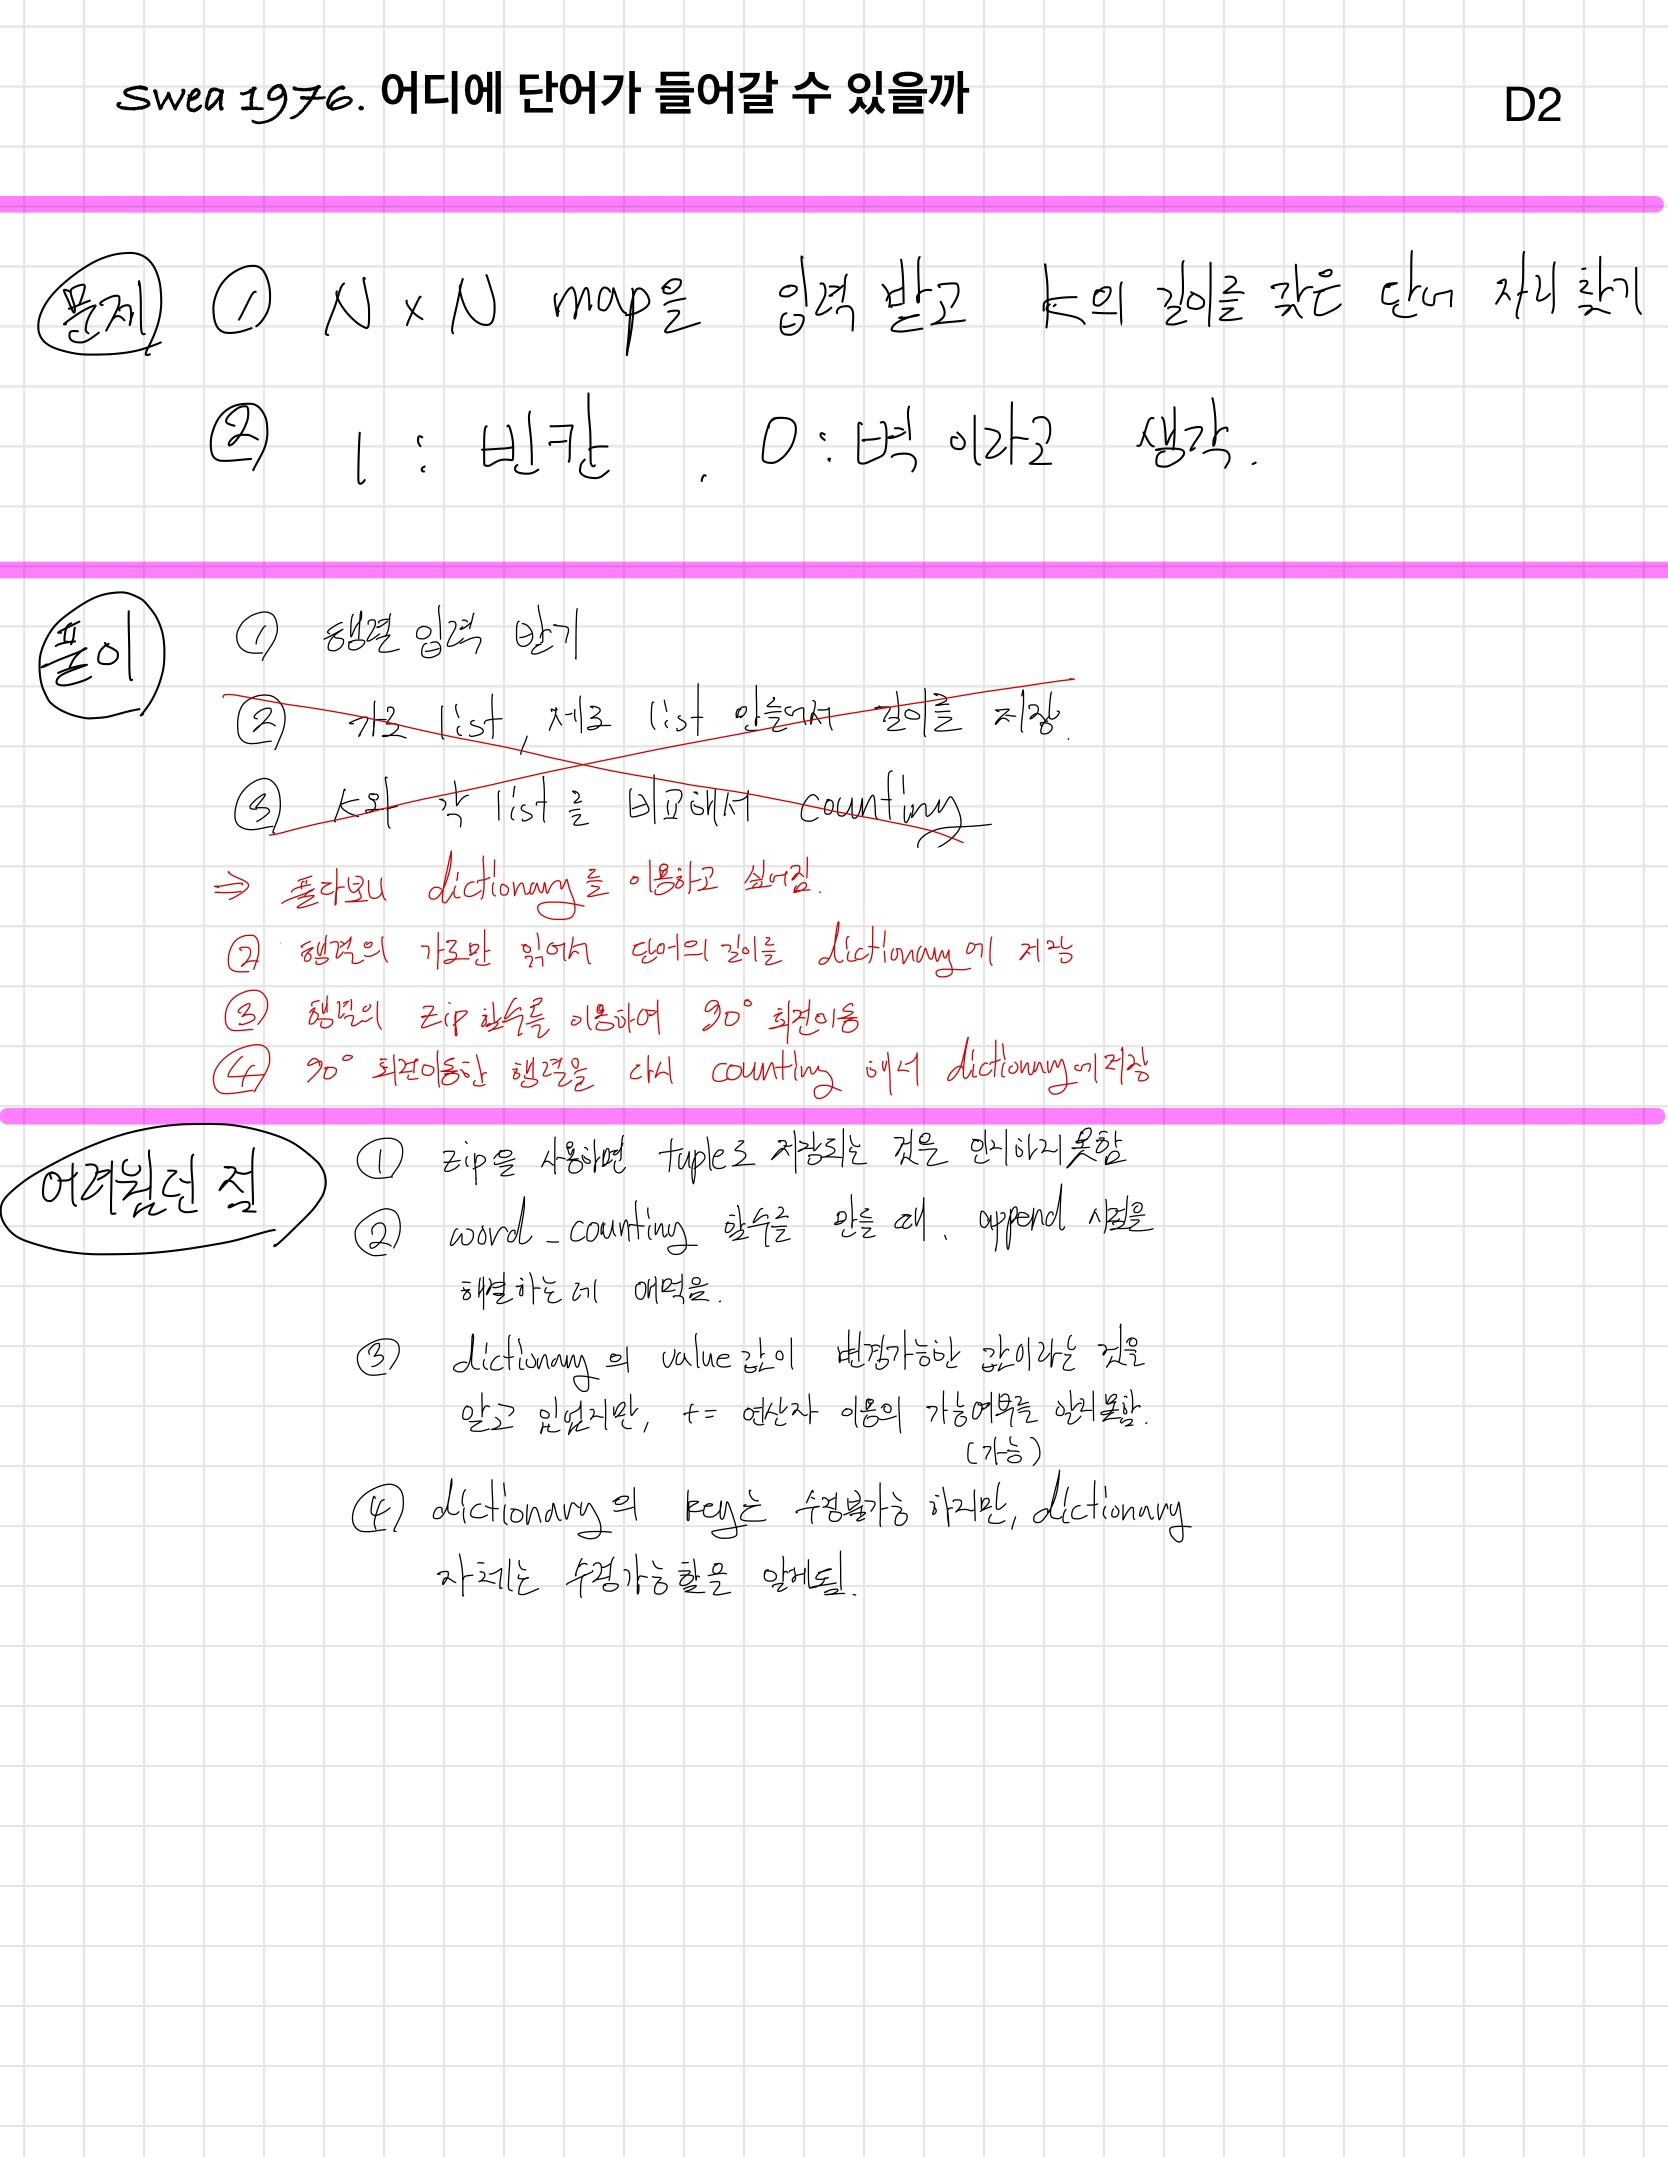 Swea 1976. 어디에 단어가 들어갈 수 있을까 D2
문제 ① N x N map을 입력 받고 K의 길이를 갖은 단어 자리 찾기
② 1 : 빈칸 . 0 : 벽 이라고 생각.
풀이 ① 행렬 입력 받기
② 가로 list, 세로 list 만들어서 길이를 저장.
③ K와 각 list를 비교해서 counting
⇒ 풀다보니 dictionary를 이용하고 싶어짐.
② 행렬의 가로만 읽어서 단어의 길이를 dictionary에 저장
③ 행렬의 zip 함수를 이용하여 90° 회전이동
④ 90° 회전이동한 행렬을 다시 counting 해서 dictionary에 저장
어려웠던 점 ① zip을 사용하면 tuple로 저장되는 것을 인지하지 못함
② word_counting 함수를 만들 때, append 시점을
해결하는데 애먹음.
③ dictionary의 value 값이 변경가능한 값이라는 것을
알고 있었지만, += 연산자 이용의 가능여부를 알지못함.
(가능)
④ dictionary의 key는 수정불가능 하지만, dictionary
자체는 수정가능함을 알게됨.